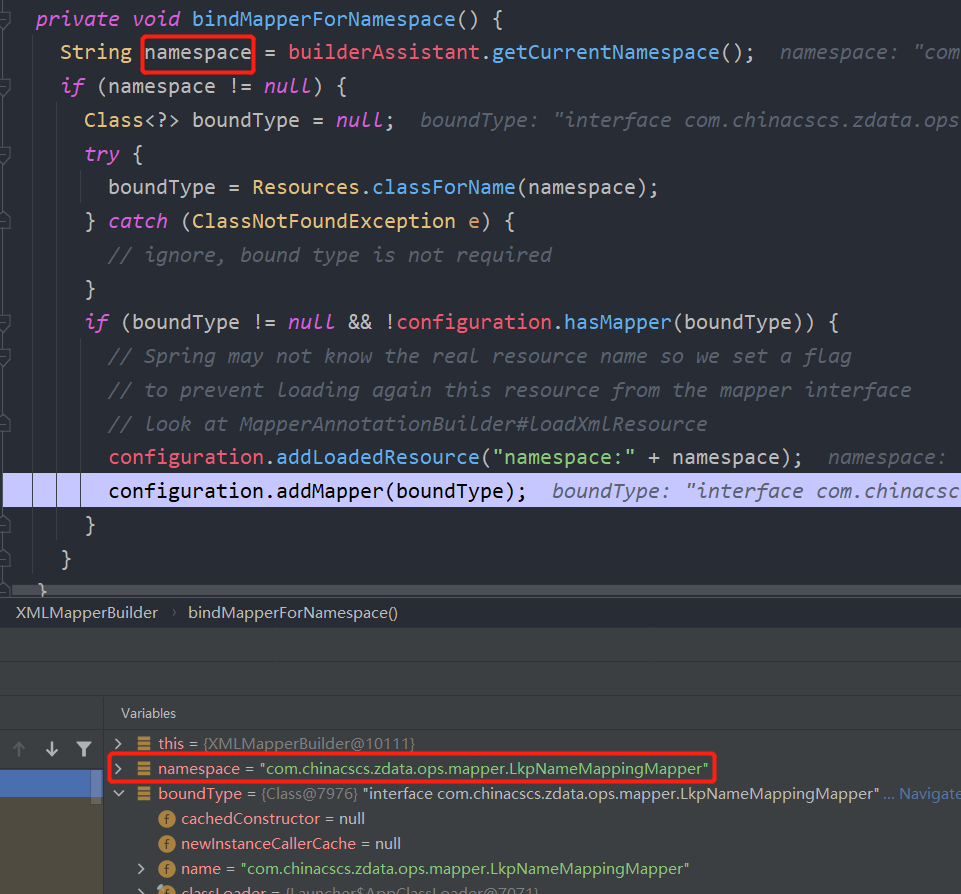 private void bindMapperForNamespace() {
String namespace = builderAssistant.getCurrentNamespace(); namespace: "com
if (namespace != null) {
Class<?> boundType = null; boundType: "interface com.chinacscs.zdata.ops
try {
boundType = Resources.classForName(namespace);
} catch (ClassNotFoundException e) {
// ignore, bound type is not required
}
if (boundType != null && !configuration.hasMapper(boundType)) {
// Spring may not know the real resource name so we set a flag
// to prevent loading again this resource from the mapper interface
// look at MapperAnnotationBuilder#loadXmlResource
configuration.addLoadedResource("namespace:" + namespace); namespace:
configuration.addMapper(boundType); boundType: "interface com.chinacsc
}
}
}
XMLMapperBuilder › bindMapperForNamespace()
Variables
this = {XMLMapperBuilder@10111}
namespace = "com.chinacscs.zdata.ops.mapper.LkpNameMappingMapper"
boundType = {Class@7976} "interface com.chinacscs.zdata.ops.mapper.LkpNameMappingMapper" ... Navigate
f cachedConstructor = null
f newInstanceCallerCache = null
f name = "com.chinacscs.zdata.ops.mapper.LkpNameMappingMapper"
f classLoader = {Launcher$AppClassLoader@7071}